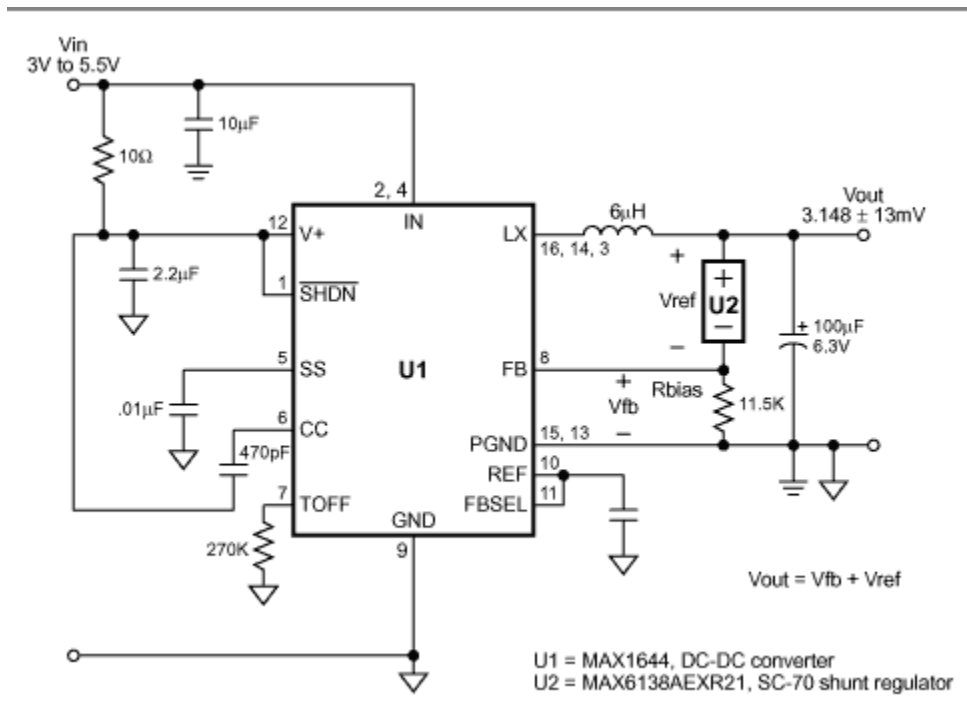 Vin
3V to 5.5V
10µF
10Ω
2, 4
IN
12
V+
LX
16, 14, 3
6µH
Vout
3.148 ± 13mV
2.2µF
1
SHDN
+
Vref
−
+
U2
−
+
100µF
6.3V
5
SS
U1
FB
8
+
Vfb
−
Rbias
11.5K
.01µF
6
CC
470pF
PGND
15, 13
REF
10
FBSEL
11
7
TOFF
270K
GND
9
Vout = Vfb + Vref
U1 = MAX1644, DC-DC converter
U2 = MAX6138AEXR21, SC-70 shunt regulator